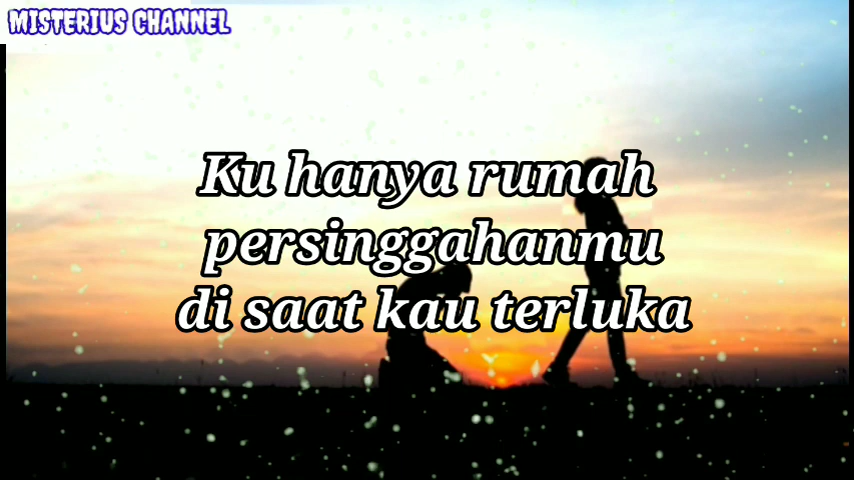 MISTERIUS CHANNEL
Ku hanya rumah
persinggahanmu
di saat kau terluka